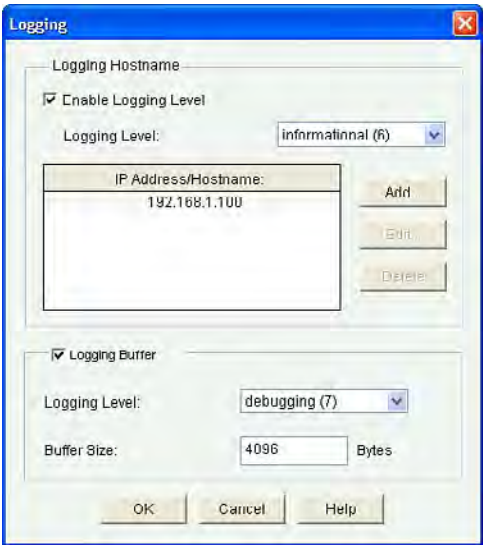 Logging
Logging Hostname
Enable Logging Level
Logging Level: informational (6)
IP Address/Hostname:
192.168.1.100
Add
Edit
Delete
Logging Buffer
Logging Level: debugging (7)
Buffer Size: 4096 Bytes
OK Cancel Help